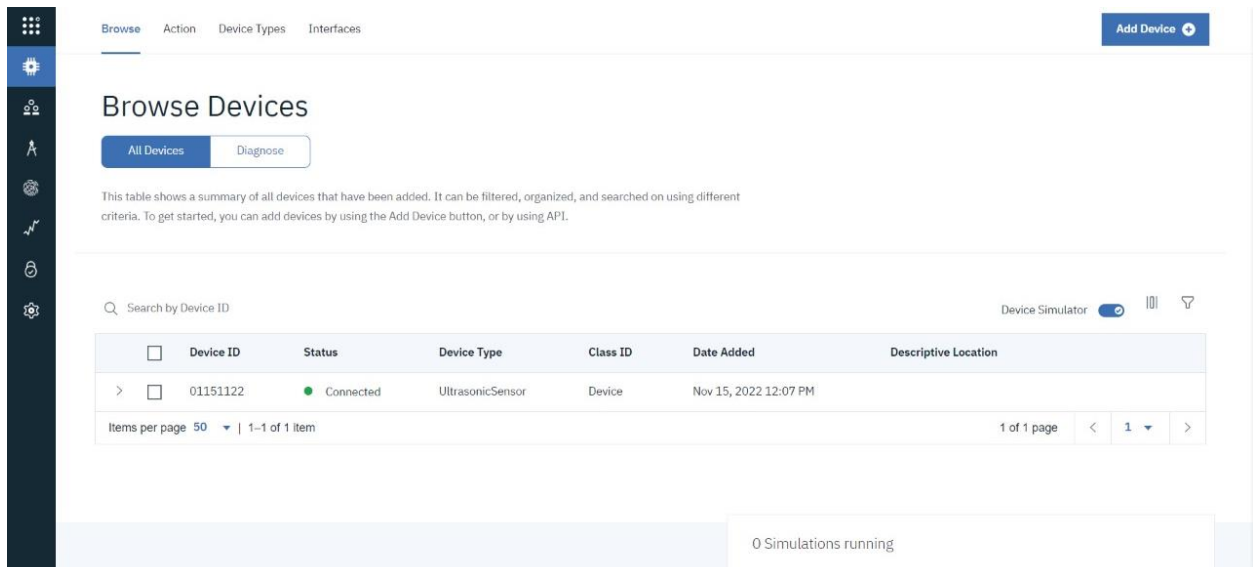 Browse Action Device Types Interfaces Add Device
Browse Devices
All Devices Diagnose
This table shows a summary of all devices that have been added. It can be filtered, organized, and searched on using different
criteria. To get started, you can add devices by using the Add Device button, or by using API.
Search by Device ID Device Simulator
Device ID Status Device Type Class ID Date Added Descriptive Location
01151122 Connected UltrasonicSensor Device Nov 15, 2022 12:07 PM
Items per page 50 | 1–1 of 1 item 1 of 1 page 1
0 Simulations running